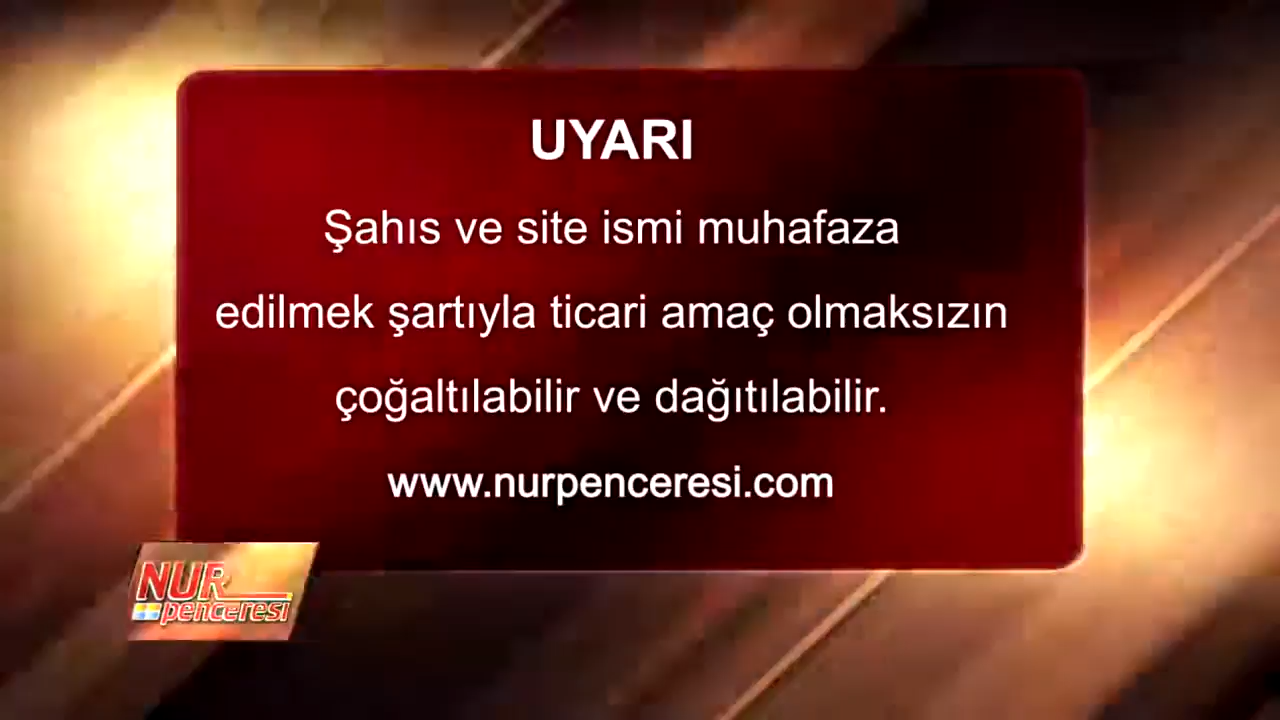 UYARI
Şahıs ve site ismi muhafaza
edilmek şartıyla ticari amaç olmaksızın
çoğaltılabilir ve dağıtılabilir.
www.nurpenceresi.com
NUR
penceresi